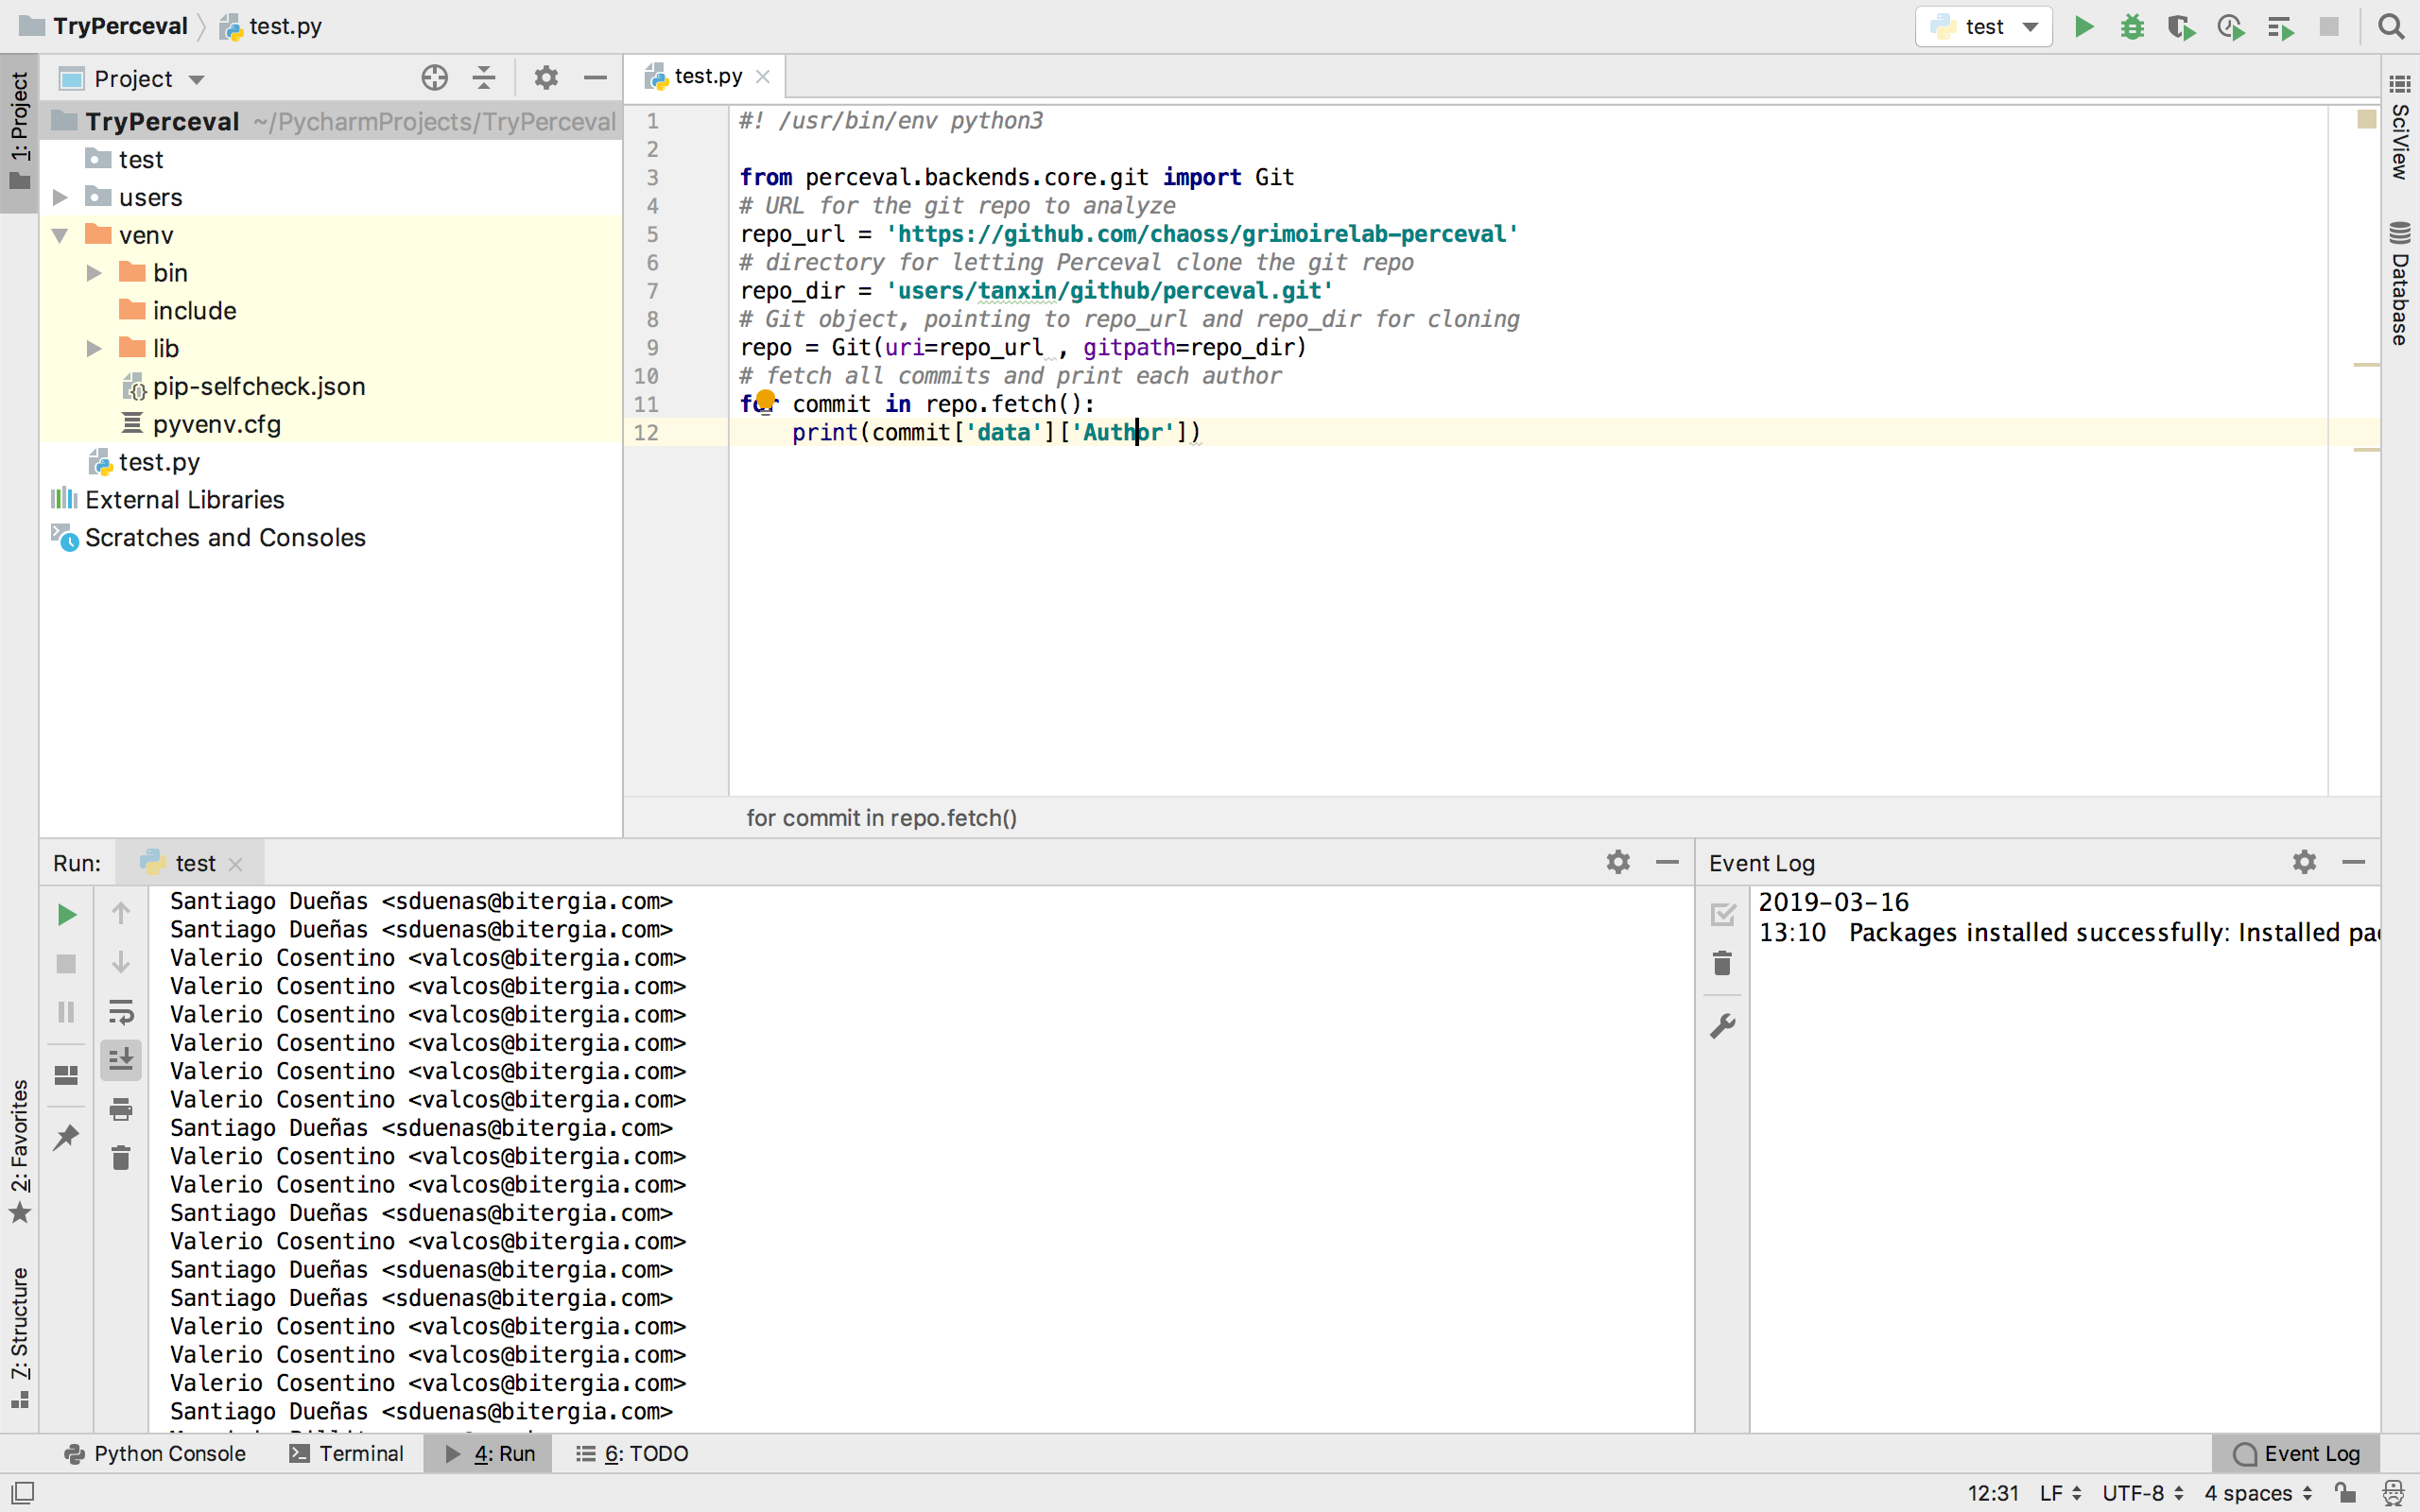 TryPerceval
test.py
test
1: Project
Project
TryPerceval ~/PycharmProjects/TryPerceval
test
users
venv
bin
include
lib
pip-selfcheck.json
pyvenv.cfg
test.py
External Libraries
Scratches and Consoles
test.py
1 #! /usr/bin/env python3
2
3 from perceval.backends.core.git import Git
4 # URL for the git repo to analyze
5 repo_url = 'https://github.com/chaoss/grimoirelab-perceval'
6 # directory for letting Perceval clone the git repo
7 repo_dir = 'users/tanxin/github/perceval.git'
8 # Git object, pointing to repo_url and repo_dir for cloning
9 repo = Git(uri=repo_url , gitpath=repo_dir)
10 # fetch all commits and print each author
11 for commit in repo.fetch():
12 print(commit['data']['Author'])
for commit in repo.fetch()
SciView
Database
Run:
test
Santiago Dueñas <sduenas@bitergia.com>
Santiago Dueñas <sduenas@bitergia.com>
Valerio Cosentino <valcos@bitergia.com>
Valerio Cosentino <valcos@bitergia.com>
Valerio Cosentino <valcos@bitergia.com>
Valerio Cosentino <valcos@bitergia.com>
Valerio Cosentino <valcos@bitergia.com>
Valerio Cosentino <valcos@bitergia.com>
Santiago Dueñas <sduenas@bitergia.com>
Valerio Cosentino <valcos@bitergia.com>
Valerio Cosentino <valcos@bitergia.com>
Santiago Dueñas <sduenas@bitergia.com>
Valerio Cosentino <valcos@bitergia.com>
Santiago Dueñas <sduenas@bitergia.com>
Santiago Dueñas <sduenas@bitergia.com>
Valerio Cosentino <valcos@bitergia.com>
Valerio Cosentino <valcos@bitergia.com>
Valerio Cosentino <valcos@bitergia.com>
Santiago Dueñas <sduenas@bitergia.com>
Event Log
2019-03-16
13:10 Packages installed successfully: Installed pa
2: Favorites
7: Structure
Python Console
Terminal
4: Run
6: TODO
Event Log
12:31 LF UTF-8 4 spaces